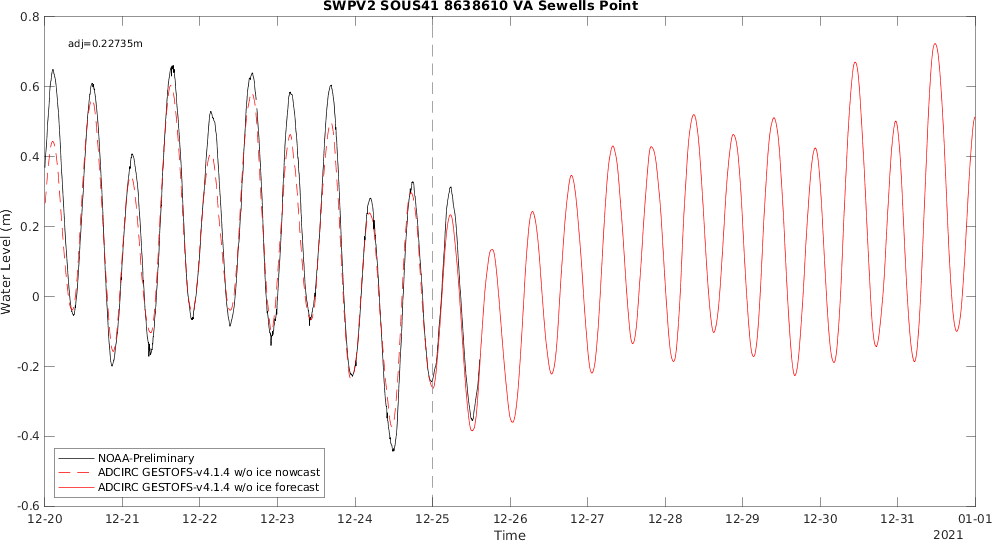 SWPV2 SOUS41 8638610 VA Sewells Point
adj=0.22735m
0.8
0.6
0.4
0.2
0
-0.2
-0.4
-0.6
Water Level (m)
NOAA-Preliminary
ADCIRC GESTOFS-v4.1.4 w/o ice nowcast
ADCIRC GESTOFS-v4.1.4 w/o ice forecast
12-20 12-21 12-22 12-23 12-24 12-25 12-26 12-27 12-28 12-29 12-30 12-31 01-01
Time
2021